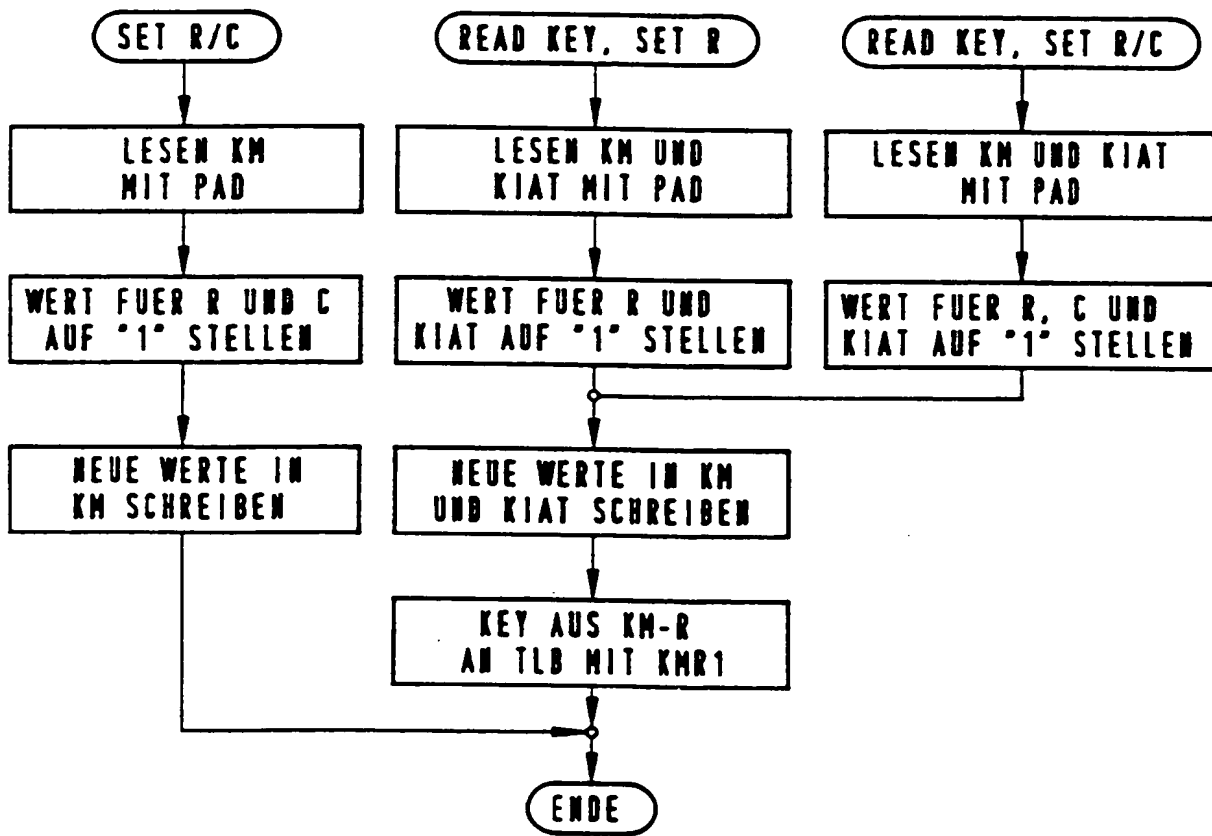 SET R/C
READ KEY, SET R
READ KEY, SET R/C
LESEN KM
MIT PAD
LESEN KM UND
KIAT MIT PAD
LESEN KM UND KIAT
MIT PAD
WERT FUER R UND C
AUF "1" STELLEN
WERT FUER R UND
KIAT AUF "1" STELLEN
WERT FUER R, C UND
KIAT AUF "1" STELLEN
NEUE WERTE IN
KM SCHREIBEN
NEUE WERTE IN KM
UND KIAT SCHREIBEN
KEY AUS KM-R
AN TLB MIT KMR1
ENDE